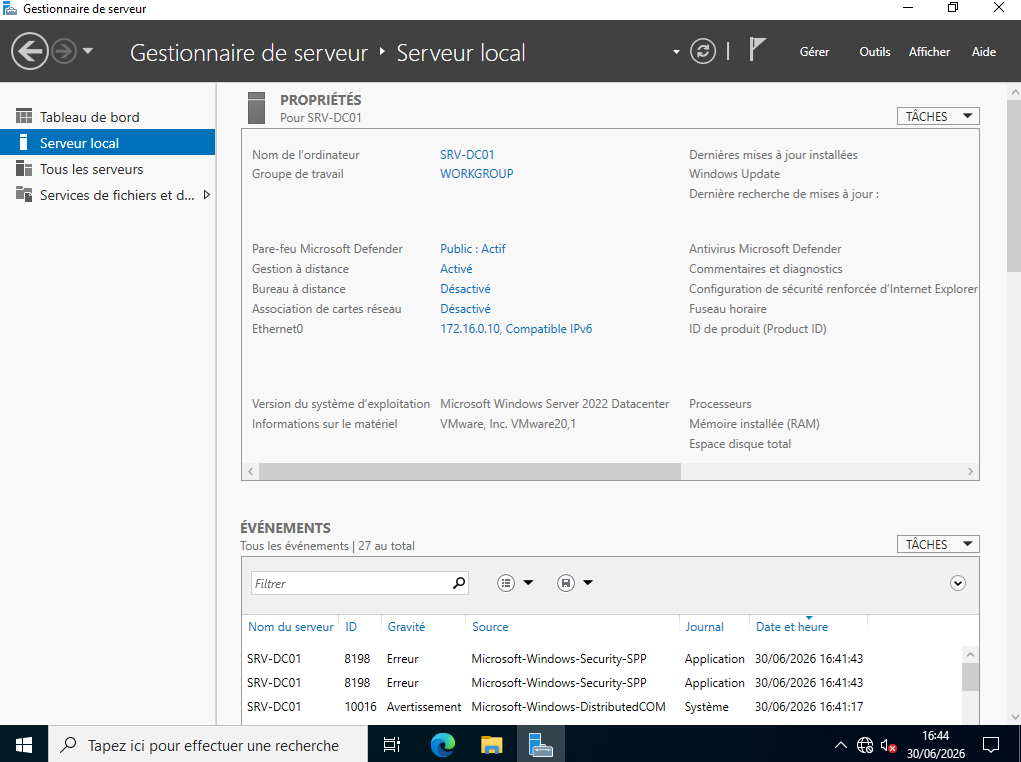 Gestionnaire de serveur
Gestionnaire de serveur ‣ Serveur local
Gérer Outils Afficher Aide
Tableau de bord
Serveur local
Tous les serveurs
Services de fichiers et d...
PROPRIÉTÉS
Pour SRV-DC01
TÂCHES
Nom de l'ordinateur SRV-DC01 Dernières mises à jour installées
Groupe de travail WORKGROUP Windows Update
Dernière recherche de mises à jour :
Pare-feu Microsoft Defender Public : Actif Antivirus Microsoft Defender
Gestion à distance Activé Commentaires et diagnostics
Bureau à distance Désactivé Configuration de sécurité renforcée d'Internet Explorer
Association de cartes réseau Désactivé Fuseau horaire
Ethernet0 172.16.0.10, Compatible IPv6 ID de produit (Product ID)
Version du système d'exploitation Microsoft Windows Server 2022 Datacenter Processeurs
Informations sur le matériel VMware, Inc. VMware20,1 Mémoire installée (RAM)
Espace disque total
ÉVÉNEMENTS
Tous les événements | 27 au total
TÂCHES
Filtrer
Nom du serveur ID Gravité Source Journal Date et heure
SRV-DC01 8198 Erreur Microsoft-Windows-Security-SPP Application 30/06/2026 16:41:43
SRV-DC01 8198 Erreur Microsoft-Windows-Security-SPP Application 30/06/2026 16:41:43
SRV-DC01 10016 Avertissement Microsoft-Windows-DistributedCOM Système 30/06/2026 16:41:17
Tapez ici pour effectuer une recherche
16:44
30/06/2026